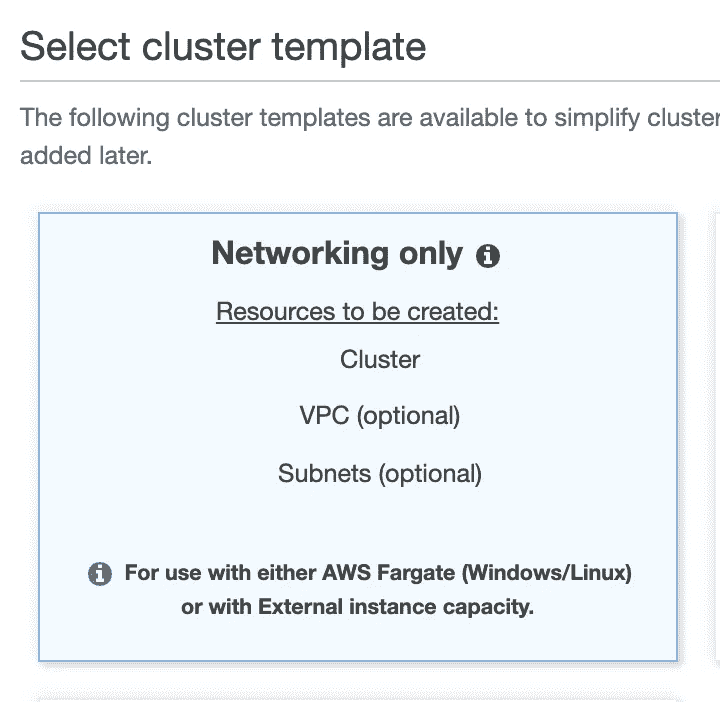 Select cluster template
The following cluster templates are available to simplify cluster
added later.
Networking only
Resources to be created:
Cluster
VPC (optional)
Subnets (optional)
For use with either AWS Fargate (Windows/Linux)
or with External instance capacity.